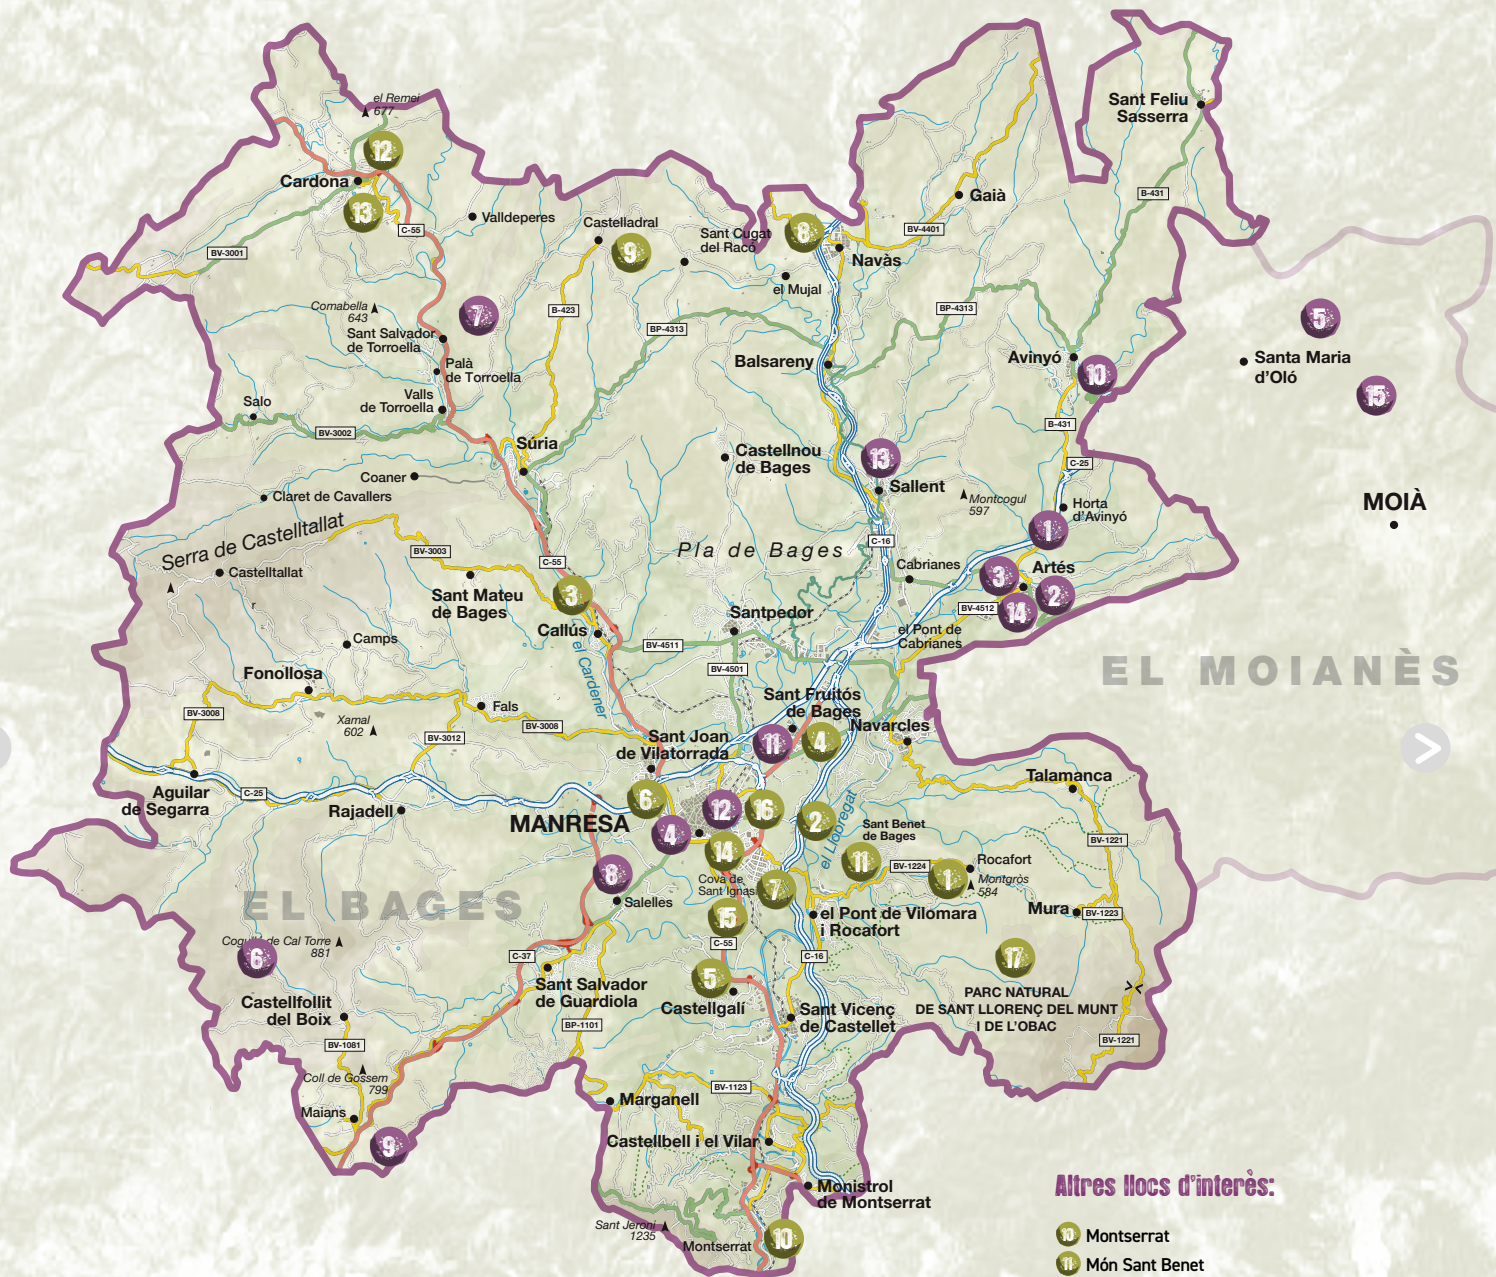 el Remei
677
12
Cardona
13
C-55
Valldeperes
BV-3001
Castelladral
9
Sant Cugat
del Racó
8
Navàs
el Mujal
BV-4401
Gaià
Sant Feliu
Sasserra
B-431
Comabella
643
7
Sant Salvador
de Torroella
Palà
de Torroella
Valls
de Torroella
B-423
BP-4313
BP-4313
Balsareny
Avinyó
10
5
Santa Maria
d'Oló
15
Salo
BV-3002
Súria
B-431
Castellnou
de Bages
13
Sallent
C-25
Coaner
Claret de Cavallers
Montcogul
597
Horta
d'Avinyó
MOIÀ
Serra de Castelltallat
Castelltallat
BV-3003
C-55
Pla de Bages
C-16
1
Cabrianes
3
Artés
2
14
BV-4512
Sant Mateu
de Bages
3
Callús
Santpedor
el Pont de
Cabrianes
r
Camps
el Cardener
BV-4511
BV-4501
EL MOIANÈS
Fonollosa
Fals
BV-3008
Xamal
602
BV-3012
BV-3008
Sant Fruitós
de Bages
11
4
Navarcles
Sant Joan
de Vilatorrada
Aguilar
de Segarra
C-25
Rajadell
6
MANRESA
4
12
16
2
el Llobregat
Talamanca
14
Sant Benet
de Bages
11
BV-1224
1
Rocafort
Montgròs
584
BV-1221
8
Salelles
Cova de
Sant Ignasi
7
15
EL BAGES
el Pont de Vilomara
i Rocafort
Mura
BV-1223
Cogulló de Cal Torre
881
6
C-37
C-55
C-16
17
Sant Salvador
de Guardiola
5
Castellgalí
PARC NATURAL
DE SANT LLORENÇ DEL MUNT
I DE L'OBAC
Castellfollit
del Boix
BP-1101
Sant Vicenç
de Castellet
BV-1081
BV-1221
Coll de Gossem
799
BV-1123
Maians
Marganell
9
Castellbell i el Vilar
Monistrol
de Montserrat
Sant Jeroni
1235
Montserrat
10
Altres llocs d'interès:
10 Montserrat
11 Món Sant Benet